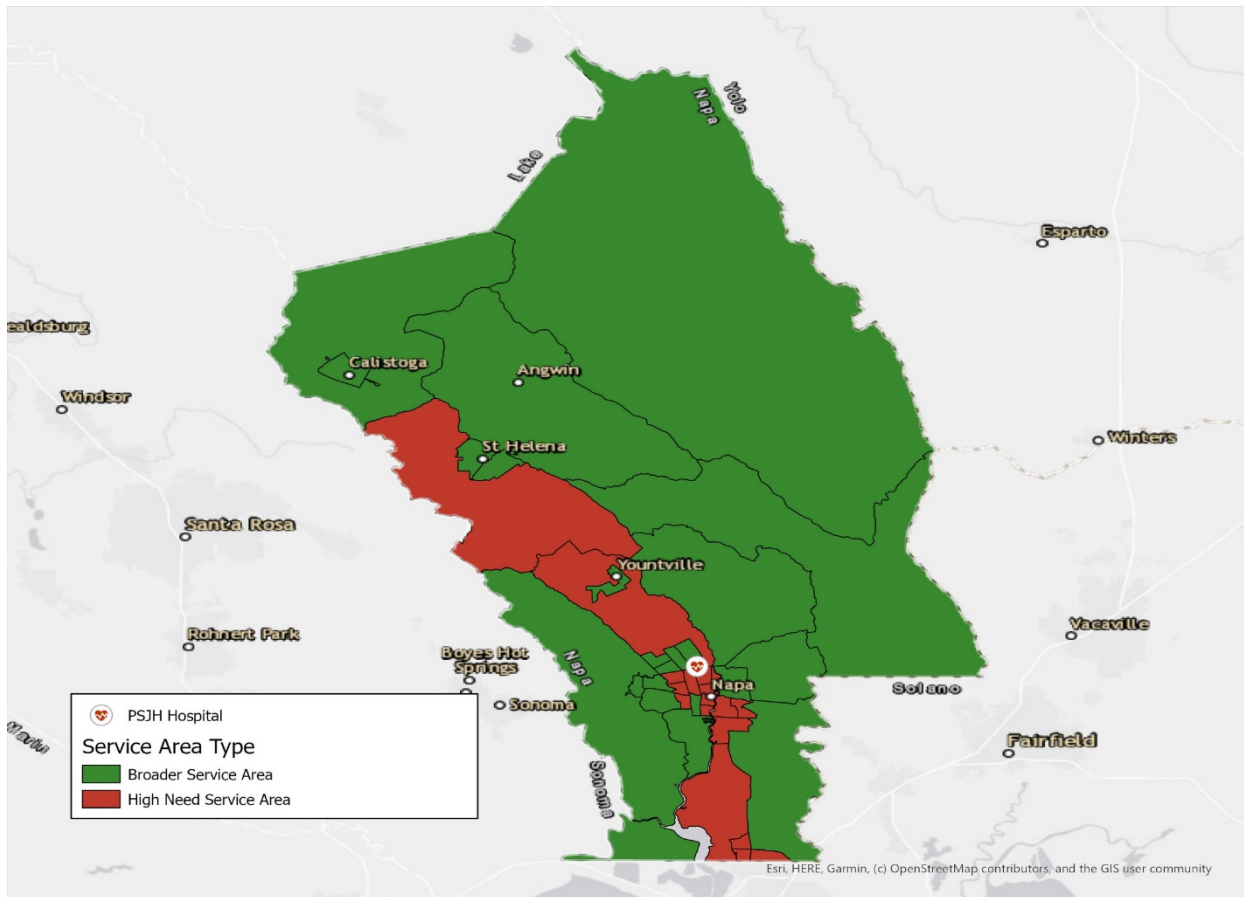 Yolo
Napa
Lake
Esparto
ealdsburg
Calistoga
Angwin
Windsor
Winters
St Helena
Santa Rosa
Yountville
Vacaville
Rohnert Park
Boyes Hot
Springs
Napa
Napa
Solano
Sonoma
Fairfield
Marin
Sonoma
PSJH Hospital
Service Area Type
Broader Service Area
High Need Service Area
Esri, HERE, Garmin, (c) OpenStreetMap contributors, and the GIS user community